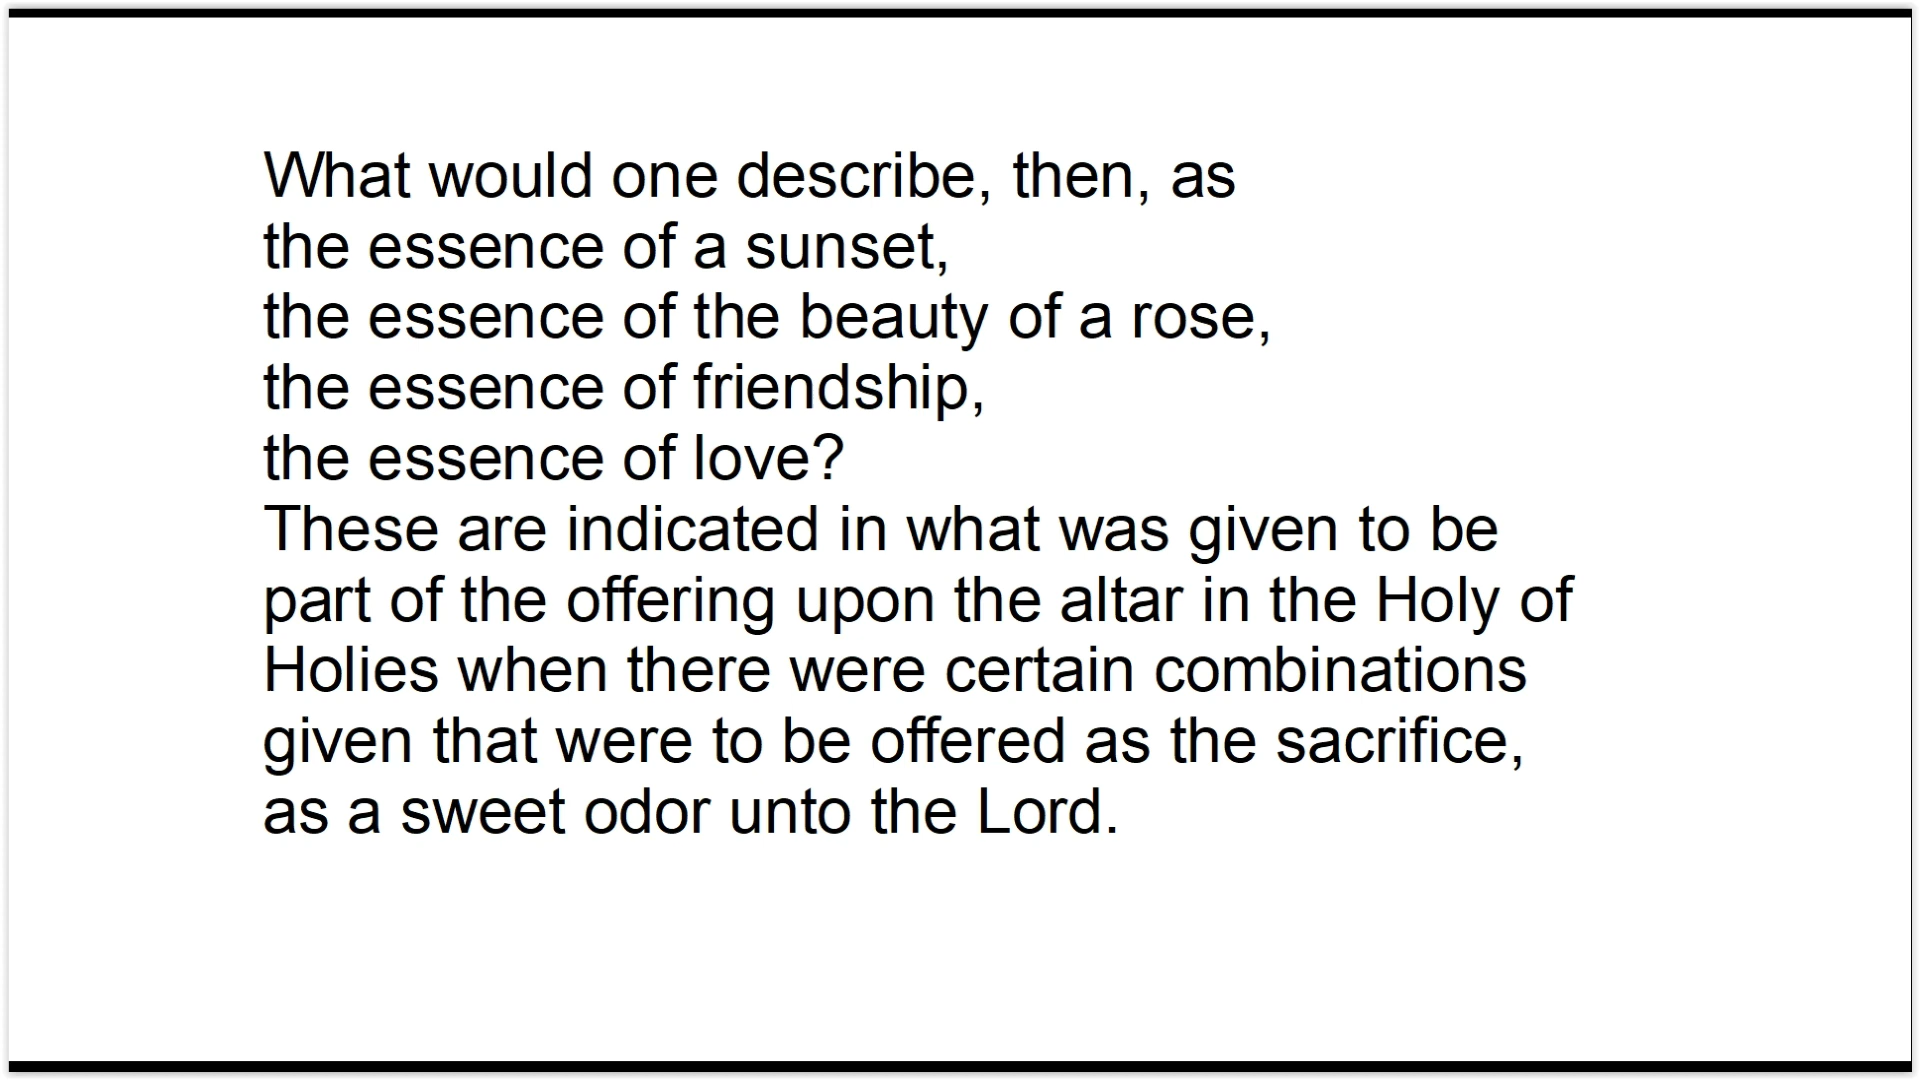 What would one describe, then, as
the essence of a sunset,
the essence of the beauty of a rose,
the essence of friendship,
the essence of love?
These are indicated in what was given to be
part of the offering upon the altar in the Holy of
Holies when there were certain combinations
given that were to be offered as the sacrifice,
as a sweet odor unto the Lord.